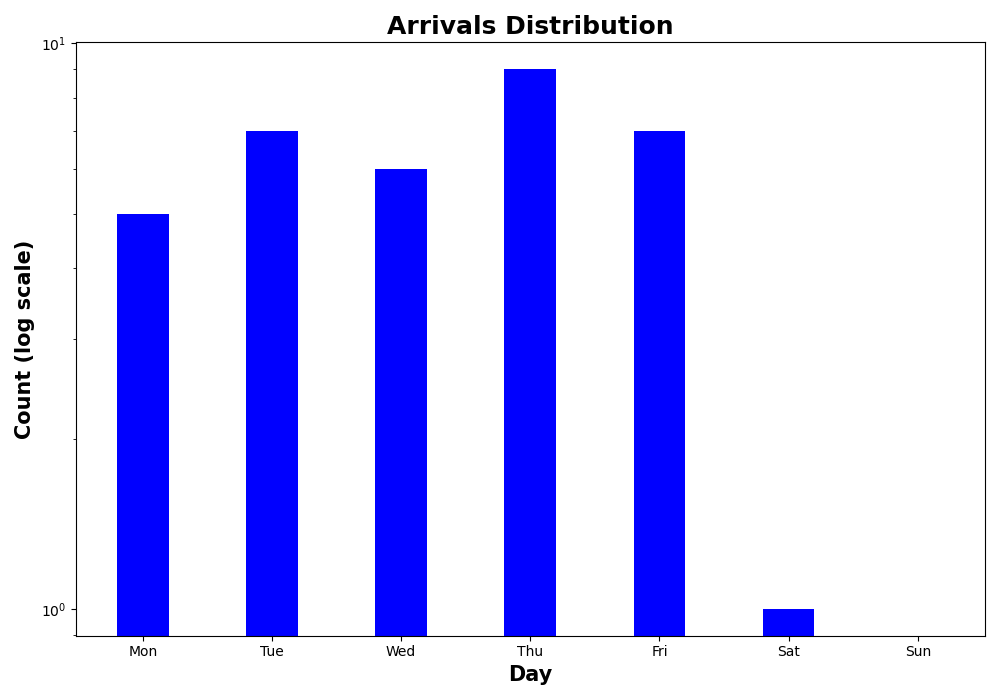 Arrivals Distribution
10¹
10⁰
Count (log scale)
Mon Tue Wed Thu Fri Sat Sun
Day